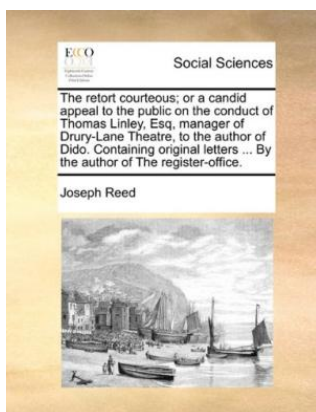 ECCO
Social Sciences
The retort courteous; or a candid
appeal to the public on the conduct of
Thomas Linley, Esq, manager of
Drury-Lane Theatre, to the author of
Dido. Containing original letters ... By
the author of The register-office.
Joseph Reed